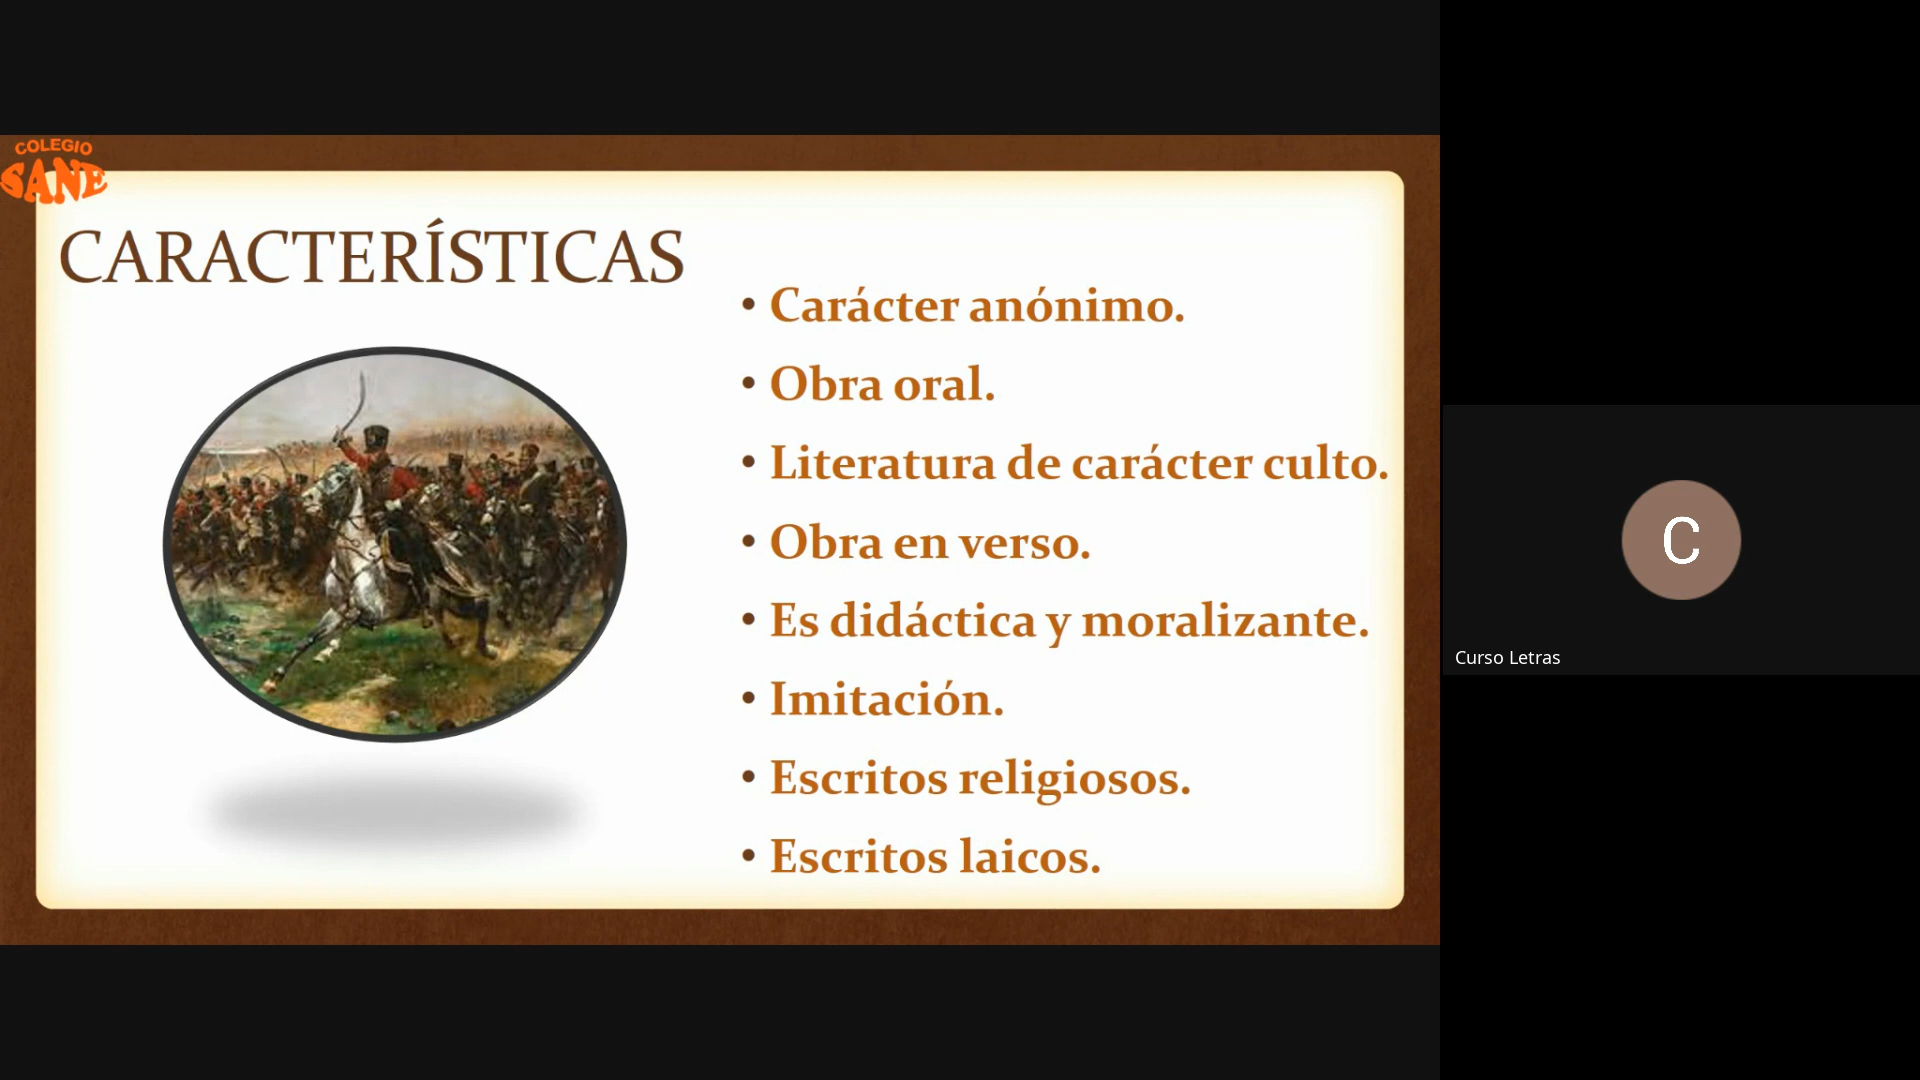 COLEGIO
SANE
CARACTERÍSTICAS
• Carácter anónimo.
• Obra oral.
• Literatura de carácter culto.
• Obra en verso.
• Es didáctica y moralizante.
• Imitación.
• Escritos religiosos.
• Escritos laicos.
C
Curso Letras